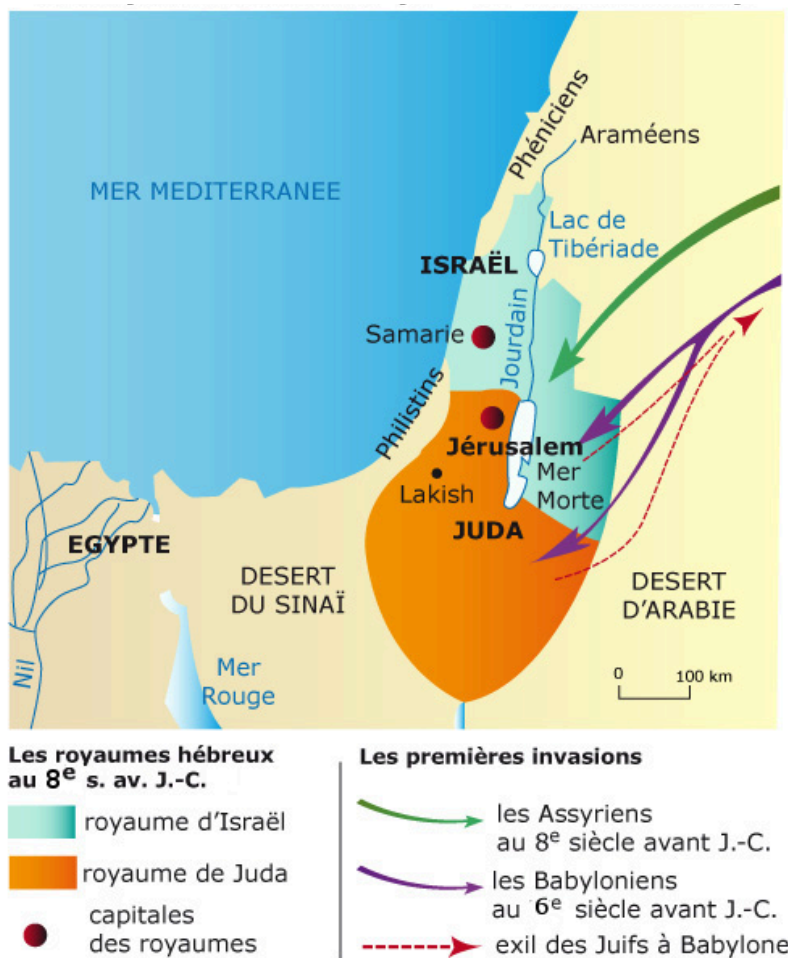 Phéniciens
Araméens
MER MEDITERRANEE
Lac de
Tibériade
ISRAËL
Jourdain
Samarie
Philistins
Jérusalem
Lakish
Mer
Morte
JUDA
EGYPTE
DESERT
DU SINAÏ
DESERT
D'ARABIE
Nil
Mer
Rouge
0 100 km
Les royaumes hébreux
au 8e s. av. J.-C.
royaume d'Israël
royaume de Juda
capitales
des royaumes
Les premières invasions
les Assyriens
au 8e siècle avant J.-C.
les Babyloniens
au 6e siècle avant J.-C.
exil des Juifs à Babylone